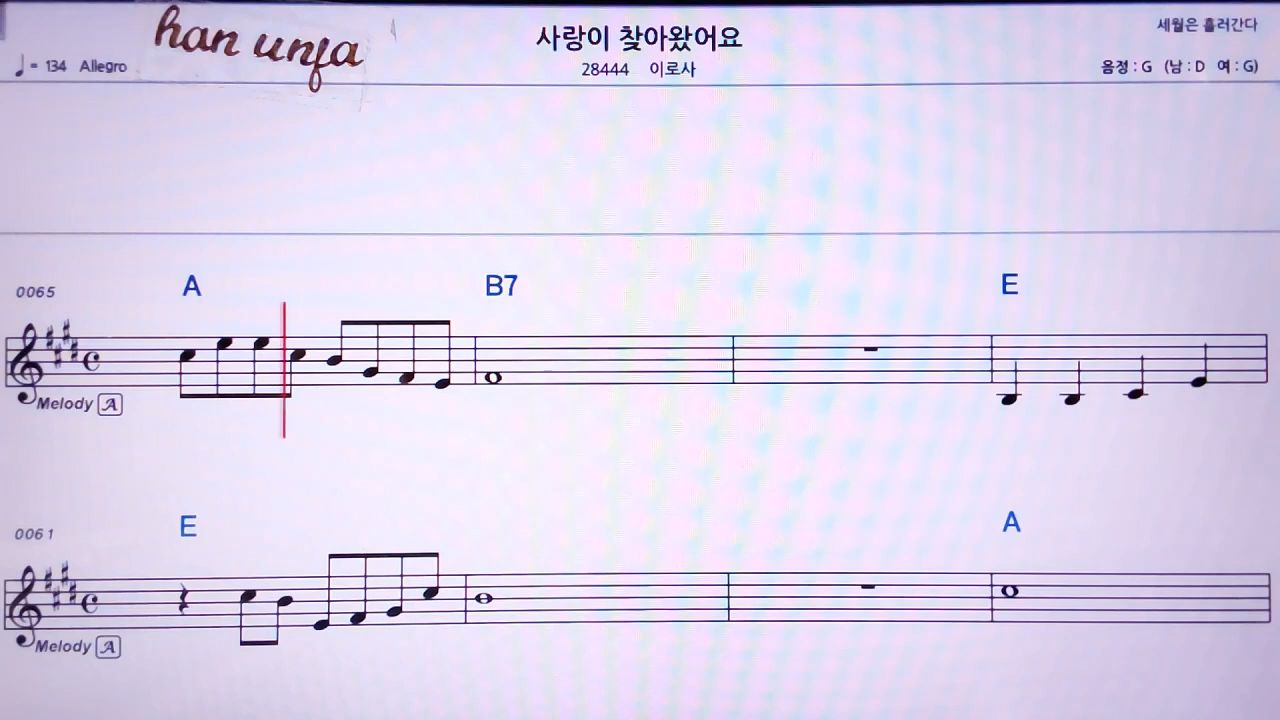 han unfa
♩= 134 Allegro
사랑이 찾아왔어요
28444 이로사
세월은 흘러간다
음정 : G (남 : D 여 : G)
0065
A B7 E
Melody A
0061
E A
Melody A